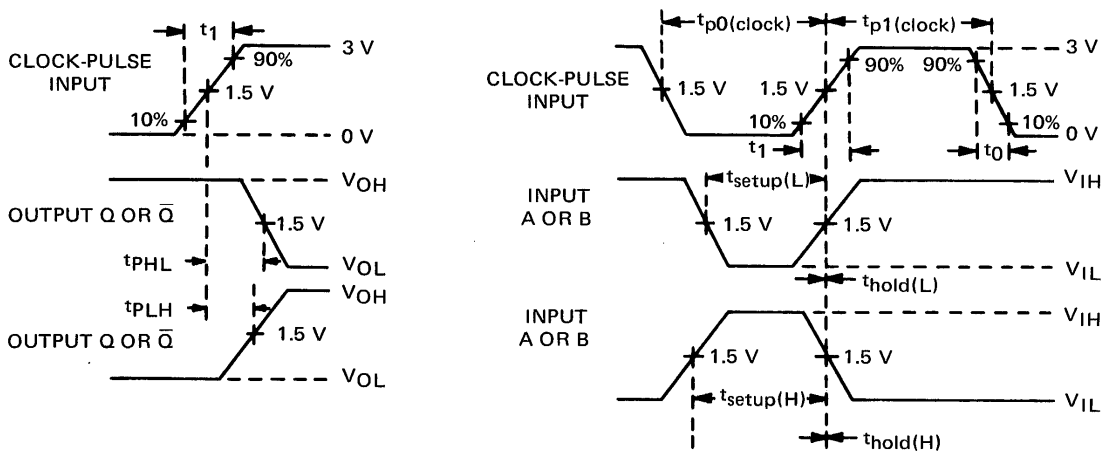 t1
CLOCK-PULSE
INPUT
3 V
90%
1.5 V
10%
0 V
OUTPUT Q OR Q̅
VOH
1.5 V
VOL
tPHL
tPLH
OUTPUT Q OR Q̅
VOH
1.5 V
VOL
tp0(clock)
tp1(clock)
CLOCK-PULSE
INPUT
3 V
90%
90%
1.5 V
1.5 V
1.5 V
10%
10%
0 V
t1
t0
INPUT
A OR B
tsetup(L)
VIH
1.5 V
1.5 V
VIL
thold(L)
INPUT
A OR B
VIH
1.5 V
1.5 V
VIL
tsetup(H)
thold(H)